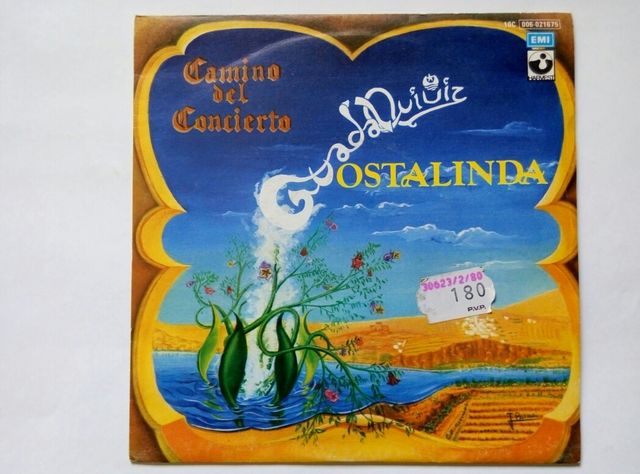 10C 006-021675
EMI
HARVEST
Camino
del
Concierto
Guadalquivir
OSTALINDA
30623/2/80
180
P.V.P.